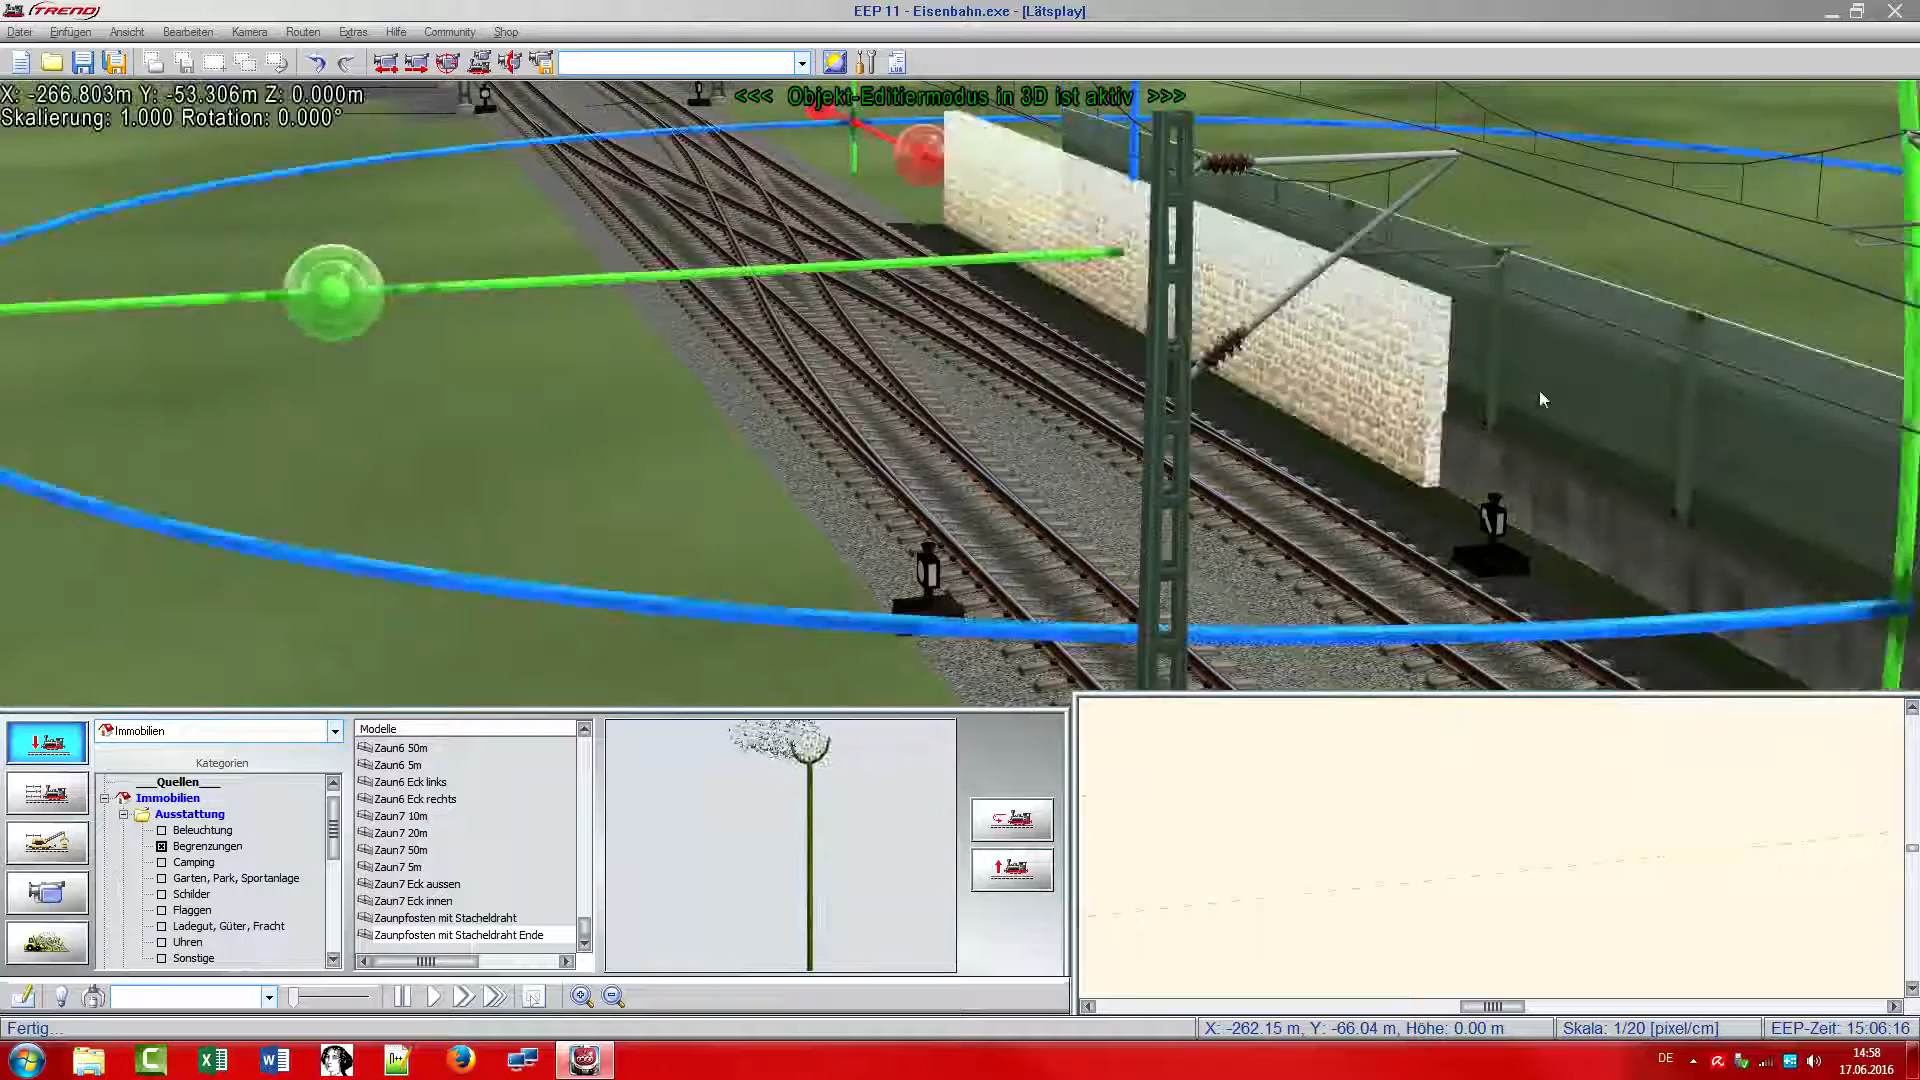 TREND
EEP 11 - Eisenbahn.exe - [Lätsplay]
Datei Einfügen Ansicht Bearbeiten Kamera Routen Extras Hilfe Community Shop
LUA
X: -266.803m Y: -53.306m Z: 0.000m
<<< Objekt-Editiermodus in 3D ist aktiv >>>
Skalierung: 1.000 Rotation: 0.000°
Immobilien
Kategorien
___Quellen___
Immobilien
Ausstattung
Beleuchtung
Begrenzungen
Camping
Garten, Park, Sportanlage
Schilder
Flaggen
Ladegut, Güter, Fracht
Uhren
Sonstige
Modelle
Zaun6 50m
Zaun6 5m
Zaun6 Eck links
Zaun6 Eck rechts
Zaun7 10m
Zaun7 20m
Zaun7 50m
Zaun7 5m
Zaun7 Eck aussen
Zaun7 Eck innen
Zaunpfosten mit Stacheldraht
Zaunpfosten mit Stacheldraht Ende
Fertig...
X: -262.15 m, Y: -66.04 m, Höhe: 0.00 m
Skala: 1/20 [pixel/cm]
EEP-Zeit: 15:06:16
DE
14:58
17.06.2016